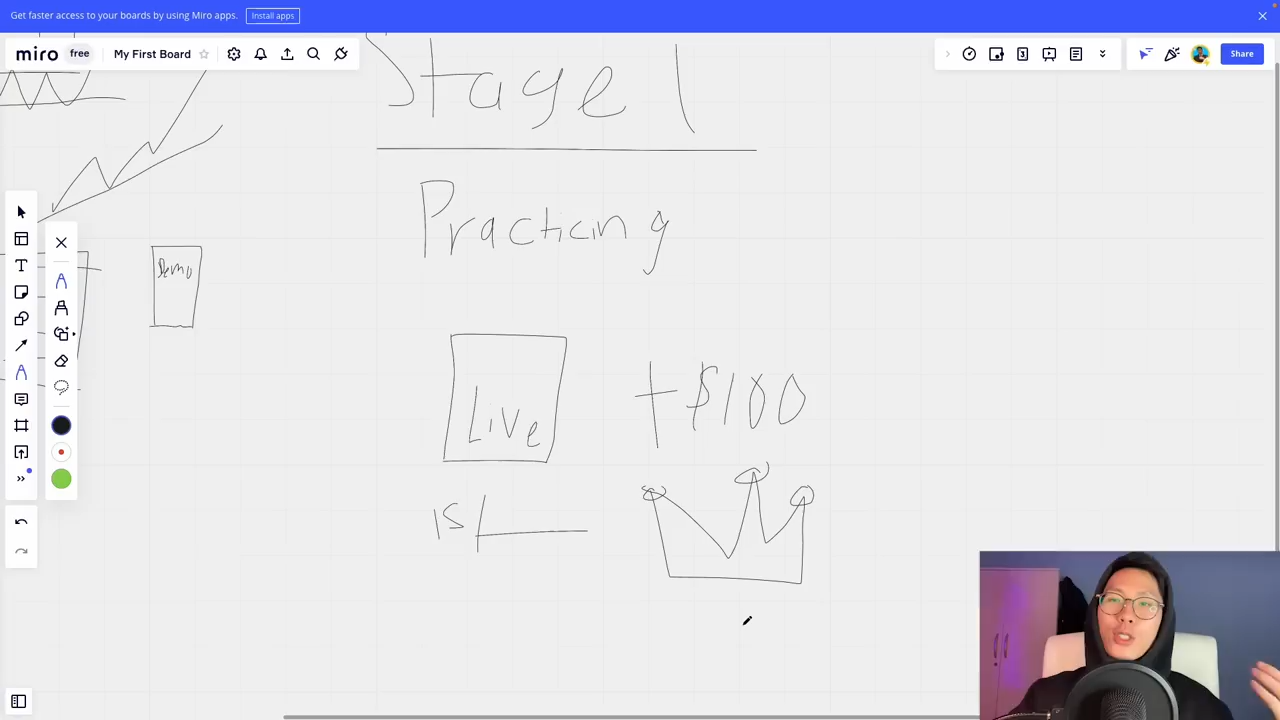 Get faster access to your boards by using Miro apps.
Install apps
miro free My First Board
Share
Stage 1
Practicing
Demo
Live
+$100